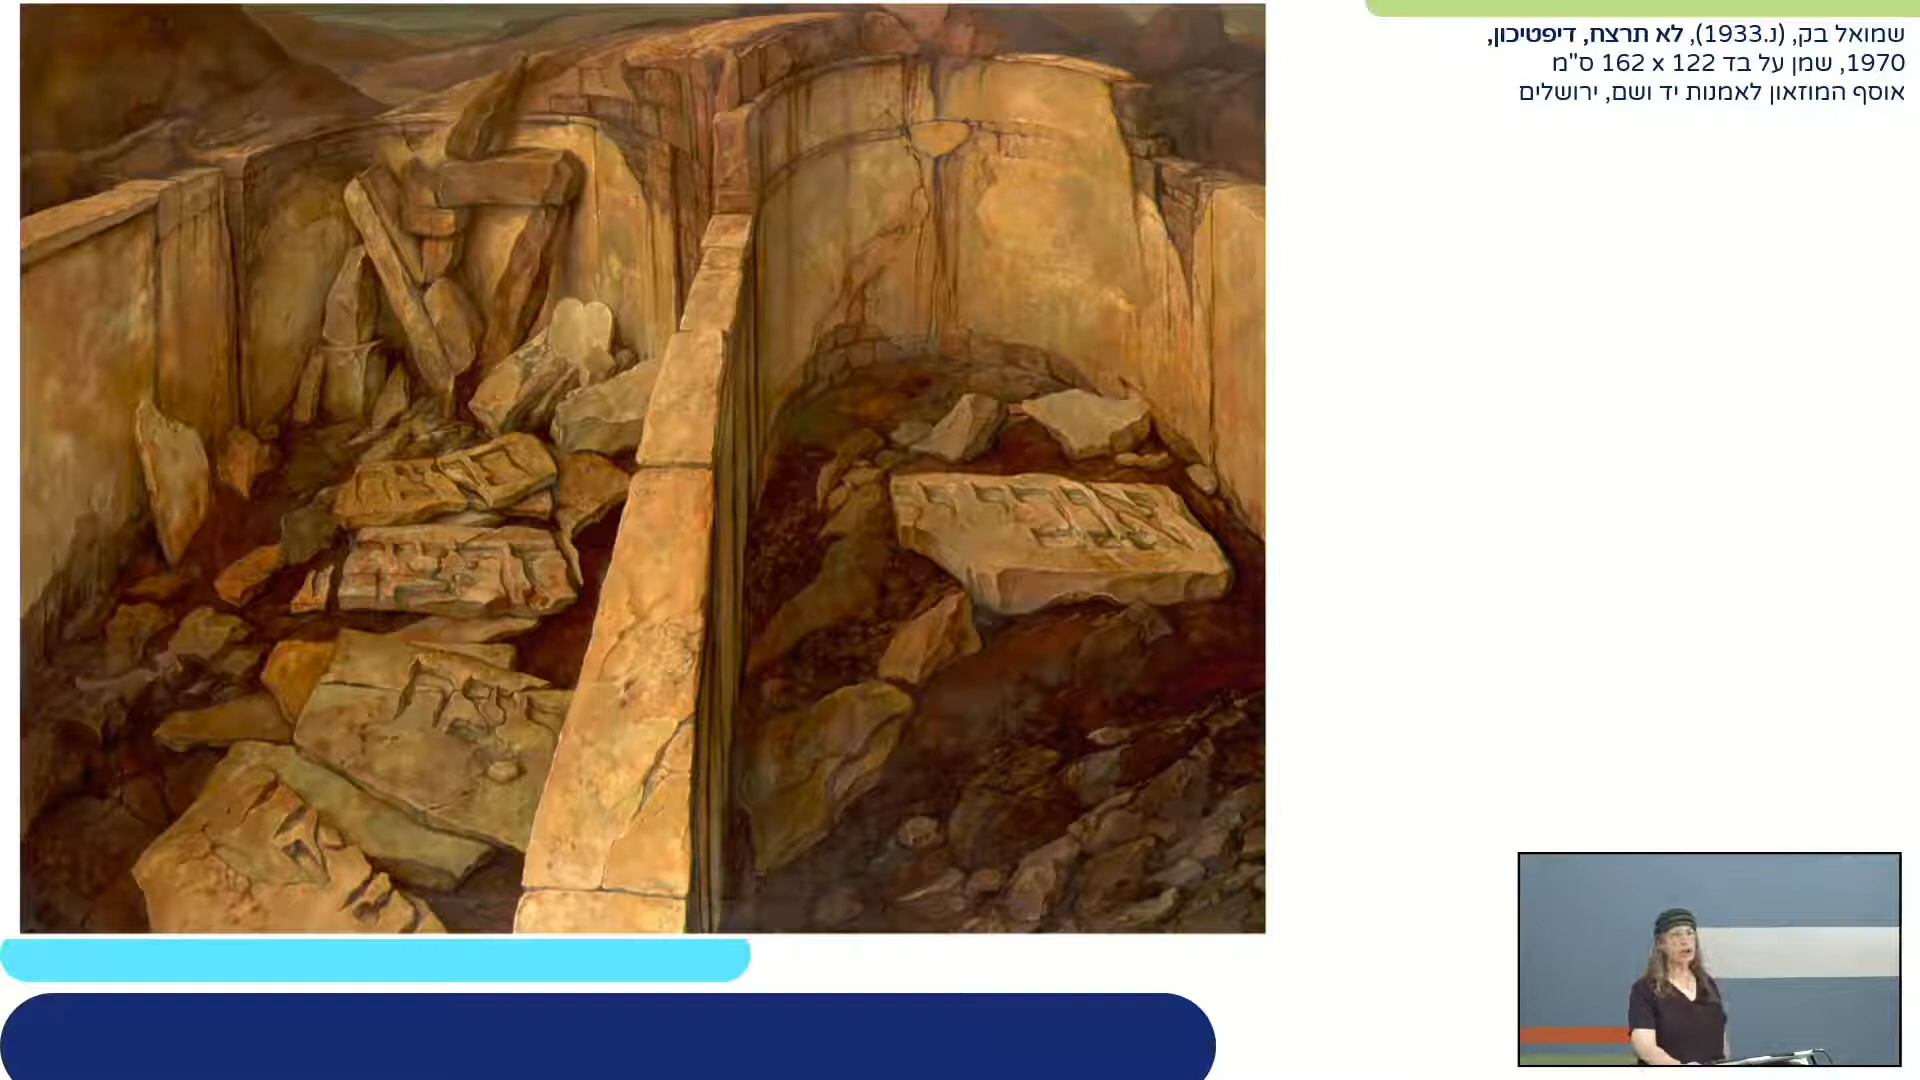 שמואל בק, (נ.1933), לא תרצח, דיפטיכון,
1970, שמן על בד 122 x 162 ס"מ
אוסף המוזאון לאמנות יד ושם, ירושלים